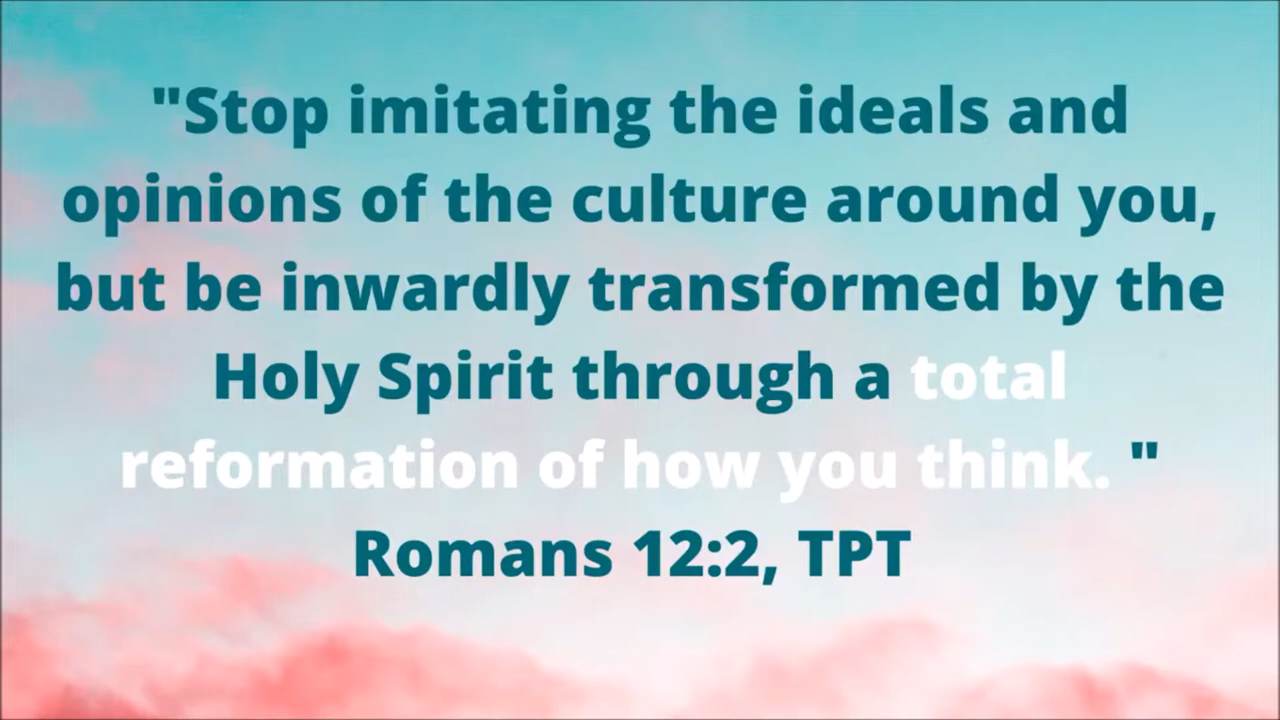 "Stop imitating the ideals and
opinions of the culture around you,
but be inwardly transformed by the
Holy Spirit through a total
reformation of how you think. "
Romans 12:2, TPT